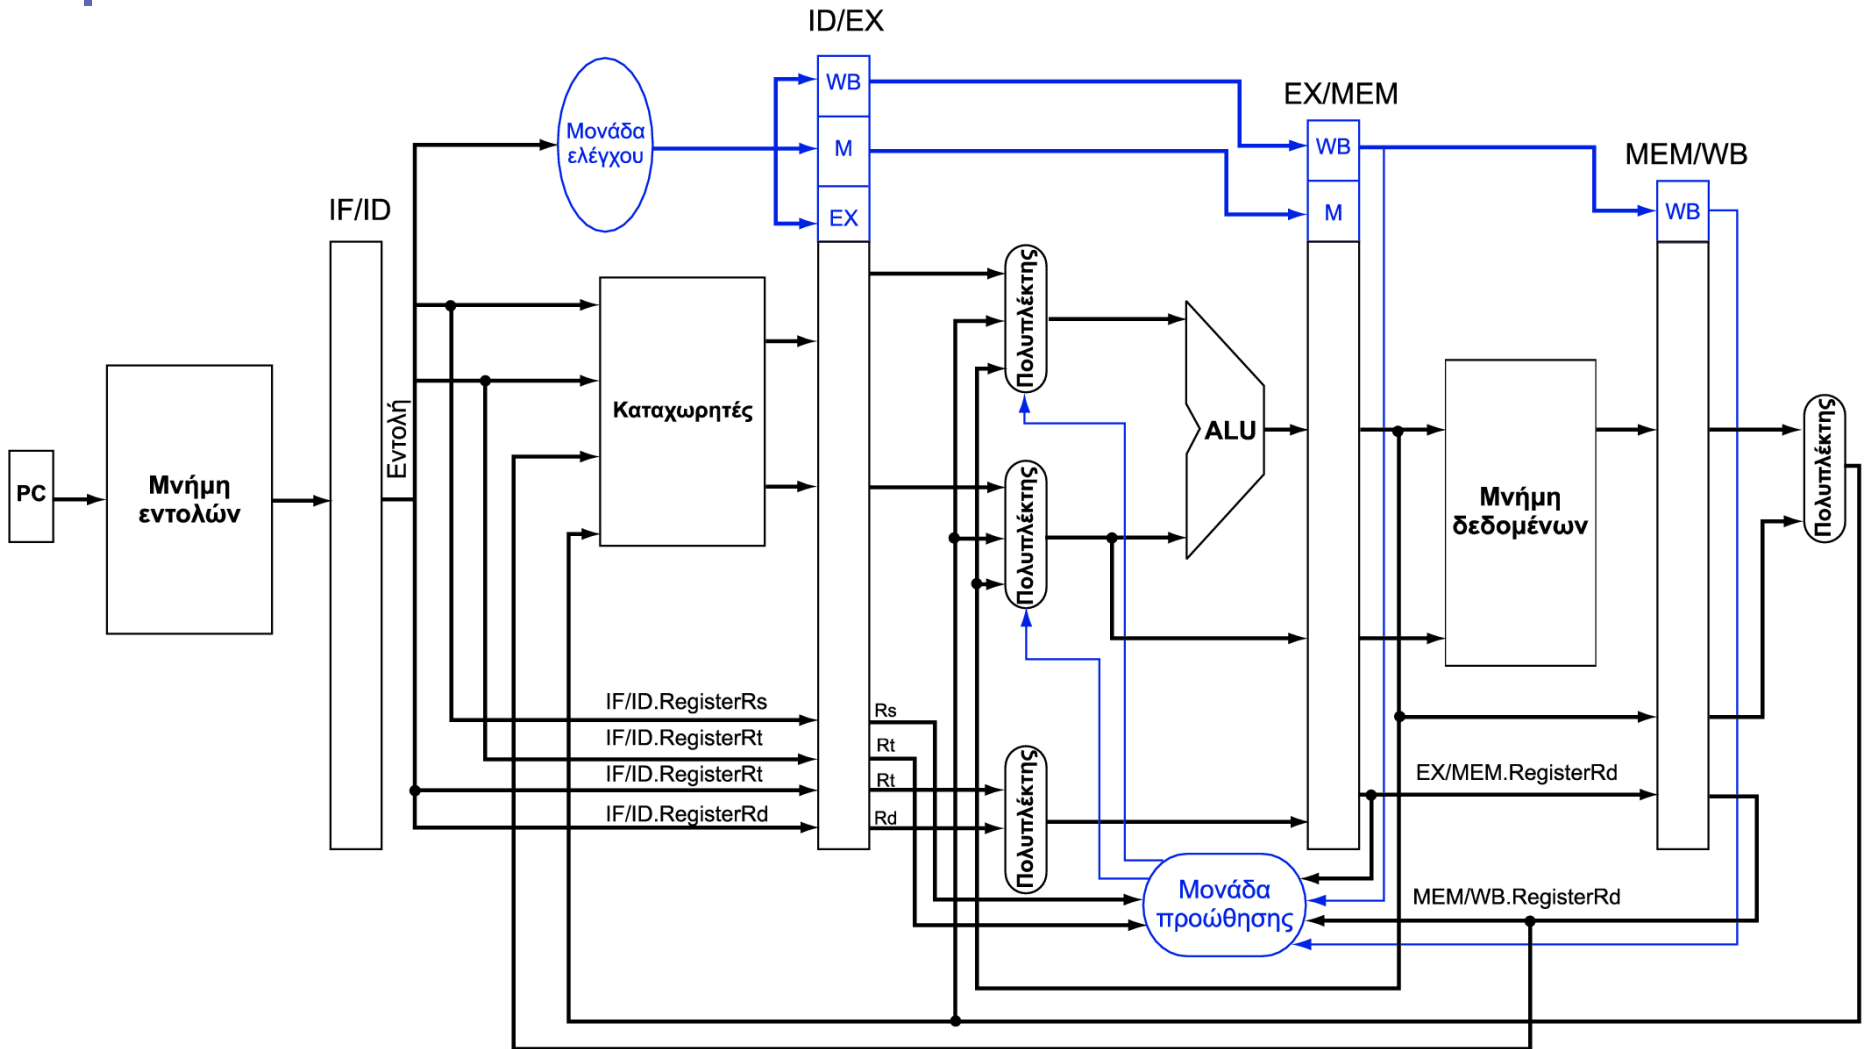 ID/EX
WB
M
EX
EX/MEM
WB
M
MEM/WB
WB
Μονάδα
ελέγχου
IF/ID
Πολυπλέκτης
Καταχωρητές
Εντολή
PC
Μνήμη
εντολών
ALU
Πολυπλέκτης
Μνήμη
δεδομένων
Πολυπλέκτης
IF/ID.RegisterRs
IF/ID.RegisterRt
IF/ID.RegisterRt
IF/ID.RegisterRd
Rs
Rt
Rt
Rd
Πολυπλέκτης
EX/MEM.RegisterRd
Μονάδα
προώθησης
MEM/WB.RegisterRd